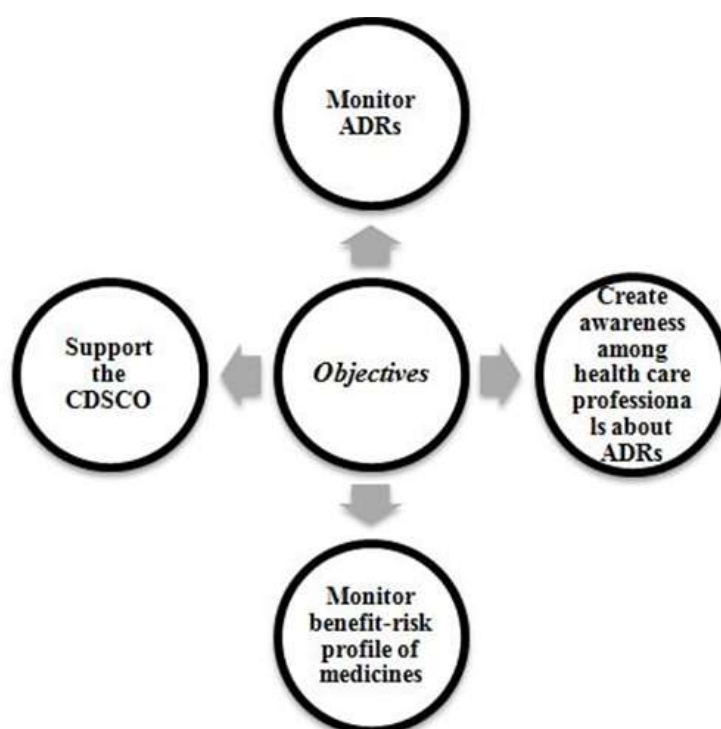 Monitor
ADRs
Support
the
CDSCO
Objectives
Create
awareness
among
health care
professiona
ls about
ADRs
Monitor
benefit-risk
profile of
medicines